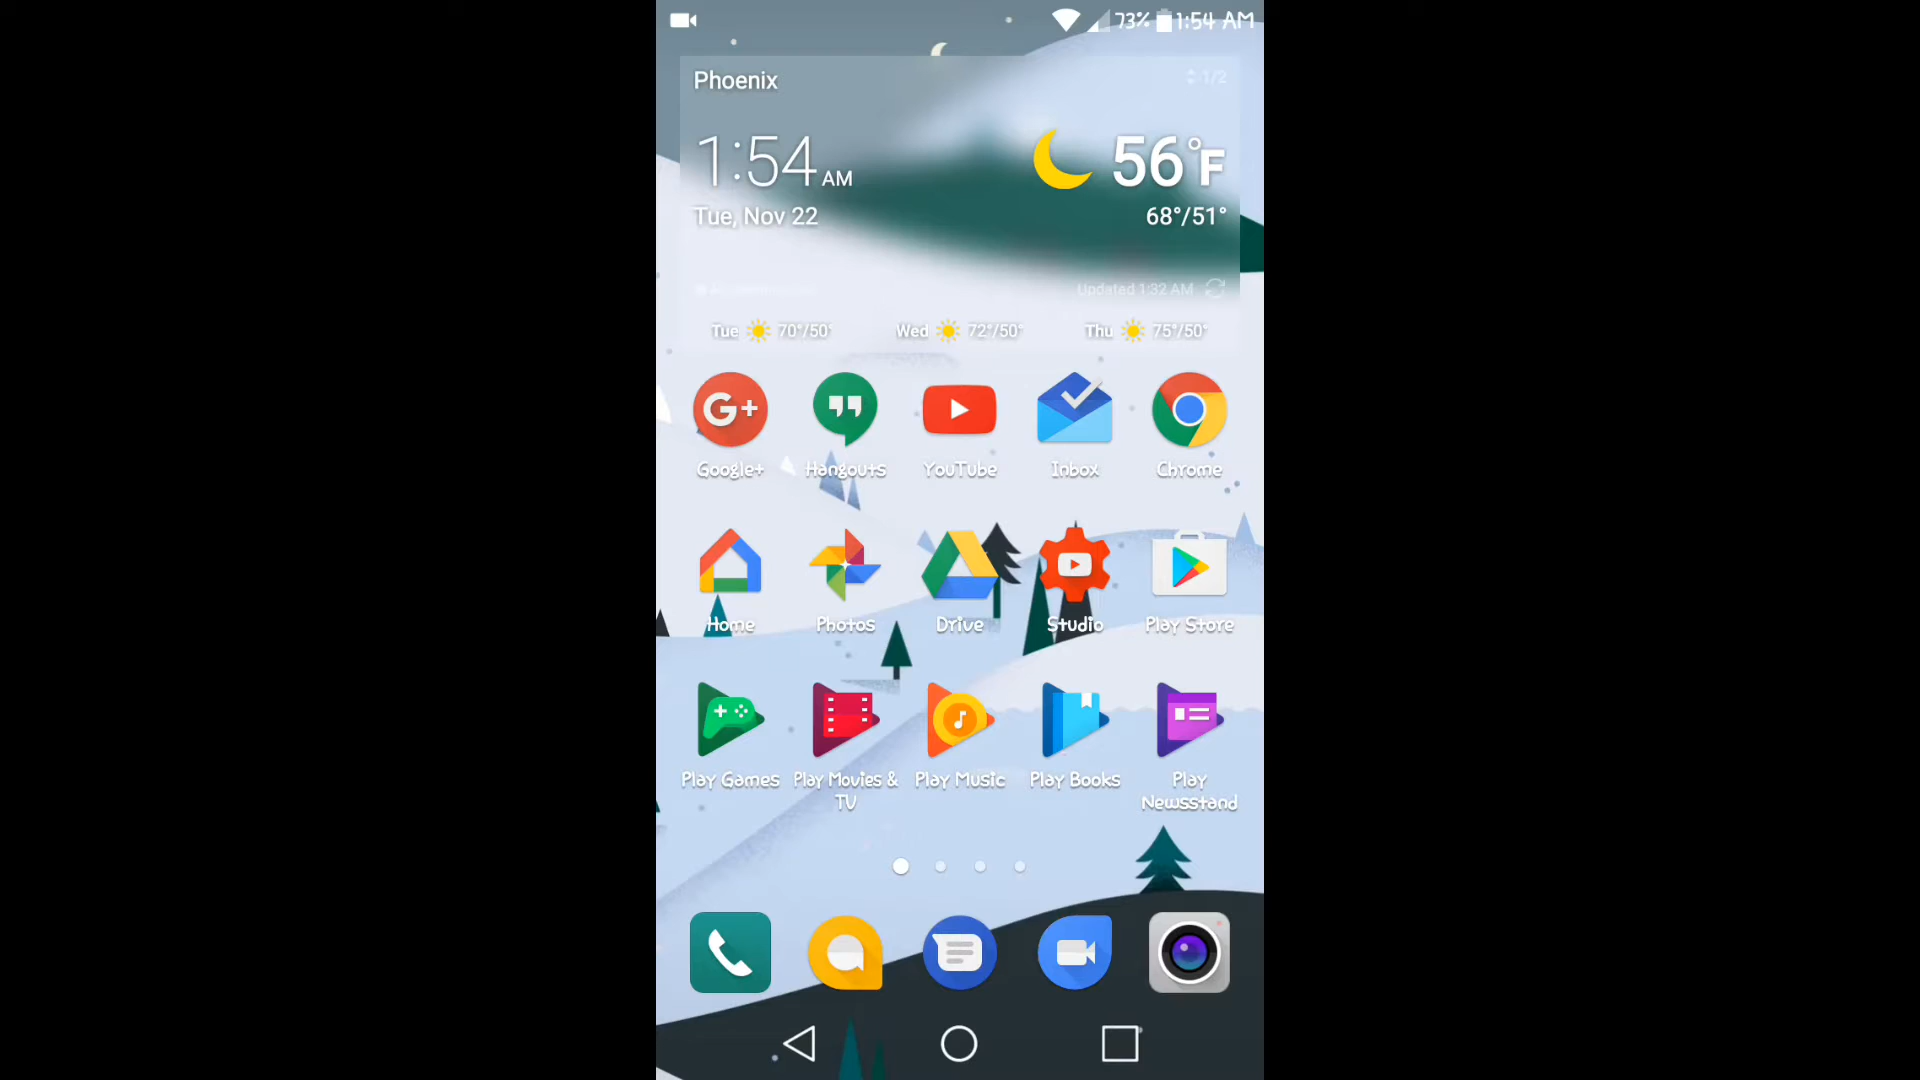 73% 1:54 AM
Phoenix
1/2
1:54 AM
56°F
Tue, Nov 22
68°/51°
Updated 1:32 AM
Tue 70°/50° Wed 72°/50° Thu 75°/50°
G+
Google+ Hangouts YouTube Inbox Chrome
Home Photos Drive Studio Play Store
Play Games Play Movies & TV Play Music Play Books Play Newsstand